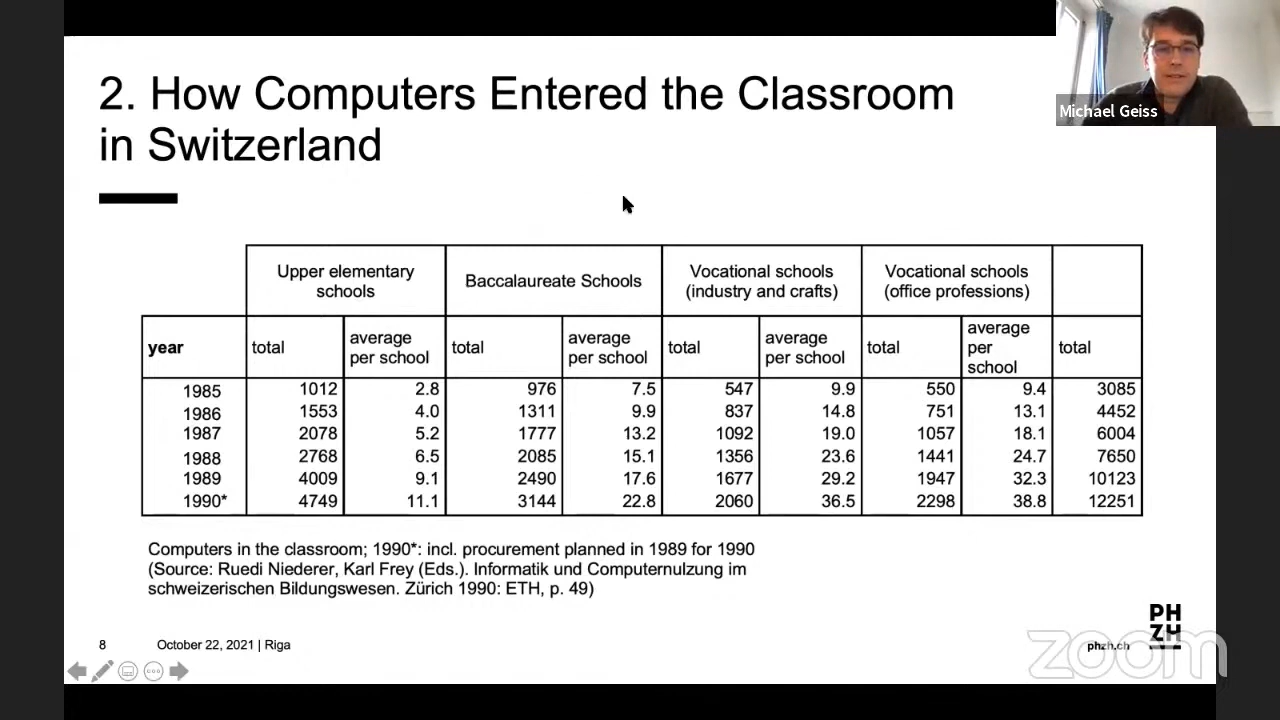 2. How Computers Entered the Classroom
in Switzerland
Michael Geiss
Upper elementary schools | Baccalaureate Schools | Vocational schools (industry and crafts) | Vocational schools (office professions)
year | total | average per school | total | average per school | total | average per school | total | average per school | total
1985 | 1012 | 2.8 | 976 | 7.5 | 547 | 9.9 | 550 | 9.4 | 3085
1986 | 1553 | 4.0 | 1311 | 9.9 | 837 | 14.8 | 751 | 13.1 | 4452
1987 | 2078 | 5.2 | 1777 | 13.2 | 1092 | 19.0 | 1057 | 18.1 | 6004
1988 | 2768 | 6.5 | 2085 | 15.1 | 1356 | 23.6 | 1441 | 24.7 | 7650
1989 | 4009 | 9.1 | 2490 | 17.6 | 1677 | 29.2 | 1947 | 32.3 | 10123
1990* | 4749 | 11.1 | 3144 | 22.8 | 2060 | 36.5 | 2298 | 38.8 | 12251
Computers in the classroom; 1990*: incl. procurement planned in 1989 for 1990
(Source: Ruedi Niederer, Karl Frey (Eds.). Informatik und Computernulzung im
schweizerischen Bildungswesen. Zürich 1990: ETH, p. 49)
8 October 22, 2021 | Riga
phzh.ch
PH
ZH
zoom